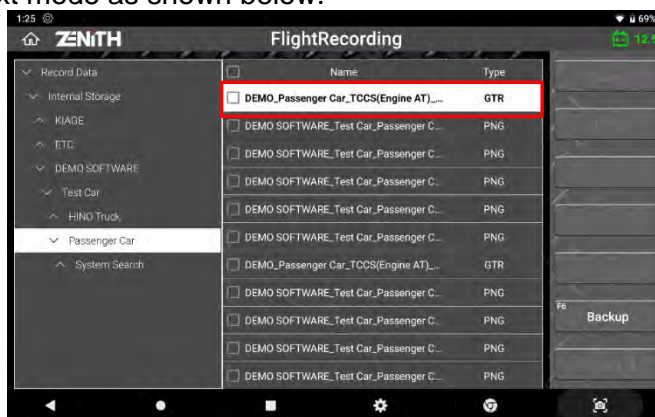 xt mode as shown below.
1:25 69%
ZENITH FlightRecording 12.
Record Data Name Type
Internal Storage DEMO_Passenger Car_TCCS(Engine AT)_... GTR
KIAGE DEMO SOFTWARE_Test Car_Passenger C... PNG
ETC DEMO SOFTWARE_Test Car_Passenger C... PNG
DEMO SOFTWARE DEMO SOFTWARE_Test Car_Passenger C... PNG
Test Car DEMO SOFTWARE_Test Car_Passenger C... PNG
HINO Truck DEMO SOFTWARE_Test Car_Passenger C... PNG
Passenger Car DEMO_Passenger Car_TCCS(Engine AT)_... GTR
System Search DEMO SOFTWARE_Test Car_Passenger C... PNG
DEMO SOFTWARE_Test Car_Passenger C... PNG
DEMO SOFTWARE_Test Car_Passenger C... PNG
DEMO SOFTWARE_Test Car_Passenger C... PNG
F6 Backup